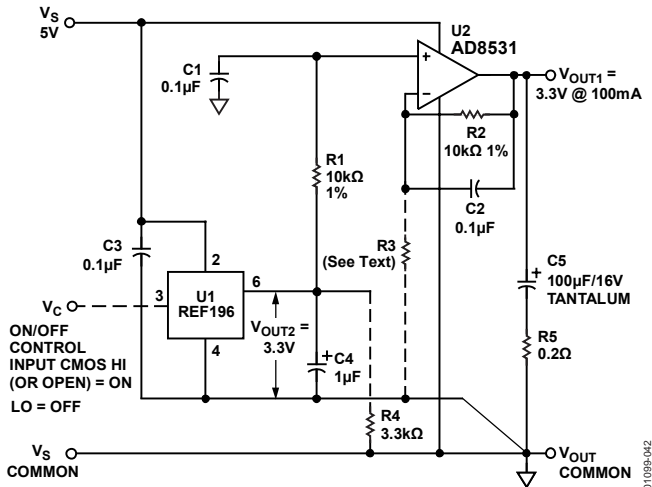 VS
5V
U2
AD8531
C1
0.1µF
+
−
VOUT1 =
3.3V @ 100mA
R2
10kΩ 1%
R1
10kΩ
1%
C2
0.1µF
C3
0.1µF
R3
(See Text)
2
C5
+
100µF/16V
TANTALUM
VC
3
U1
REF196
6
VOUT2 =
3.3V
4
ON/OFF
CONTROL
INPUT CMOS HI
(OR OPEN) = ON
LO = OFF
+
C4
1µF
R5
0.2Ω
R4
3.3kΩ
VS
COMMON
VOUT
COMMON
01099-042